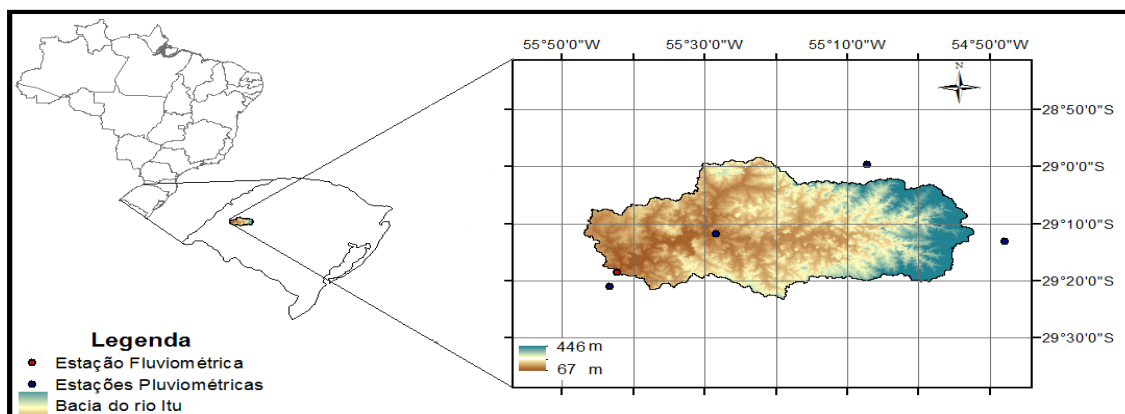 55°50'0"W 55°30'0"W 55°10'0"W 54°50'0"W
N
28°50'0"S
29°0'0"S
29°10'0"S
29°20'0"S
29°30'0"S
446 m
67 m
Legenda
Estação Fluviométrica
Estações Pluviométricas
Bacia do rio Itu